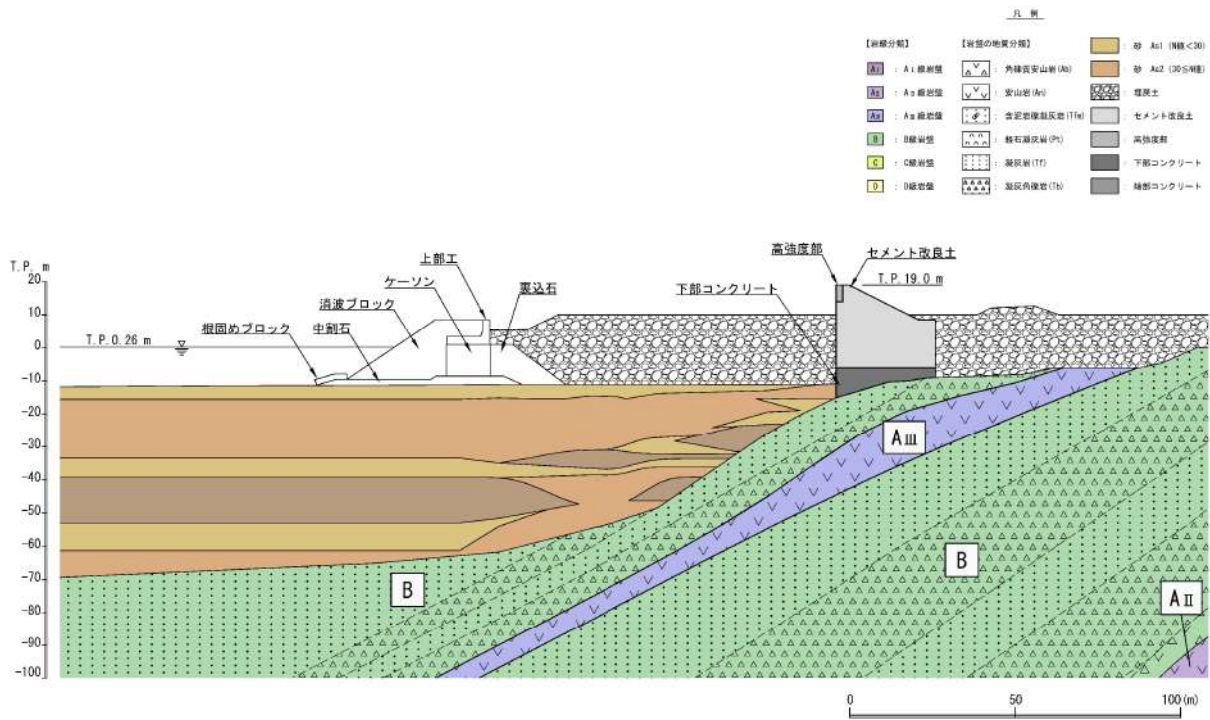 凡 例
【岩級分類】
AⅠ : AⅠ級岩盤
AⅡ : AⅡ級岩盤
AⅢ : AⅢ級岩盤
B : B級岩盤
C : C級岩盤
D : D級岩盤
【岩盤の地質分類】
: 角礫質安山岩(Ab)
: 安山岩(An)
: 含泥岩礫凝灰岩(Tfm)
: 軽石凝灰岩(Pt)
: 凝灰岩(Tf)
: 凝灰角礫岩(Tb)
: 砂 As1 (N値<30)
: 砂 As2 (30≦N値)
: 埋戻土
: セメント改良土
: 高強度部
: 下部コンクリート
: 端部コンクリート
T.P. m
20
10
0
-10
-20
-30
-40
-50
-60
-70
-80
-90
-100
T.P.0.26 m
根固めブロック
消波ブロック
中割石
ケーソン
上部工
裏込石
下部コンクリート
高強度部
セメント改良土
T.P.19.0 m
AⅢ
B
B
AⅡ
0
50
100(m)